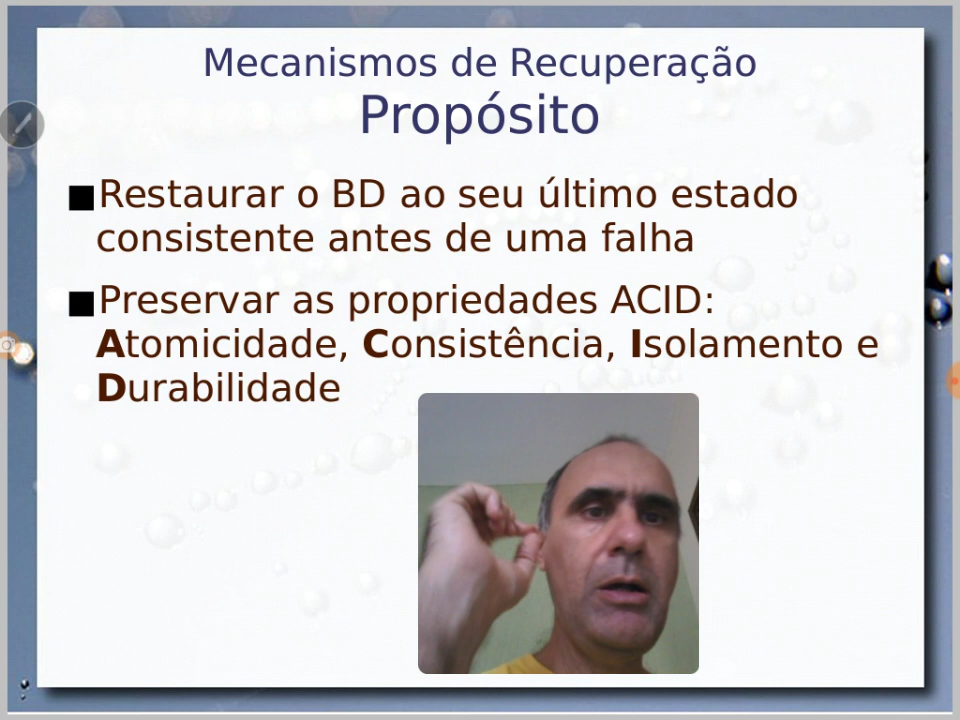 Mecanismos de Recuperação
Propósito
Restaurar o BD ao seu último estado
consistente antes de uma falha
Preservar as propriedades ACID:
Atomicidade, Consistência, Isolamento e
Durabilidade